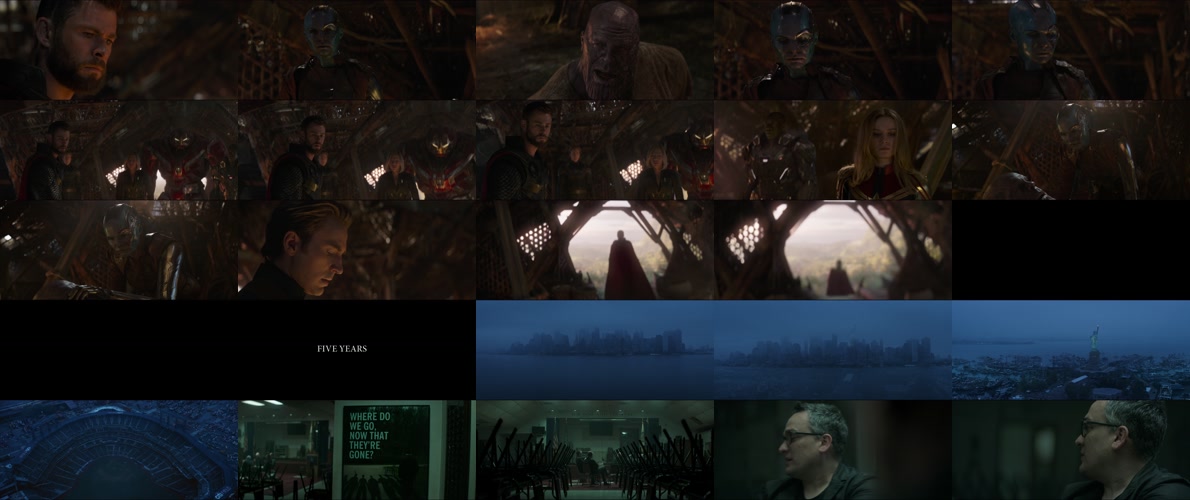 FIVE YEARS
WHERE DO
WE GO,
NOW THAT
THEY'RE
GONE?